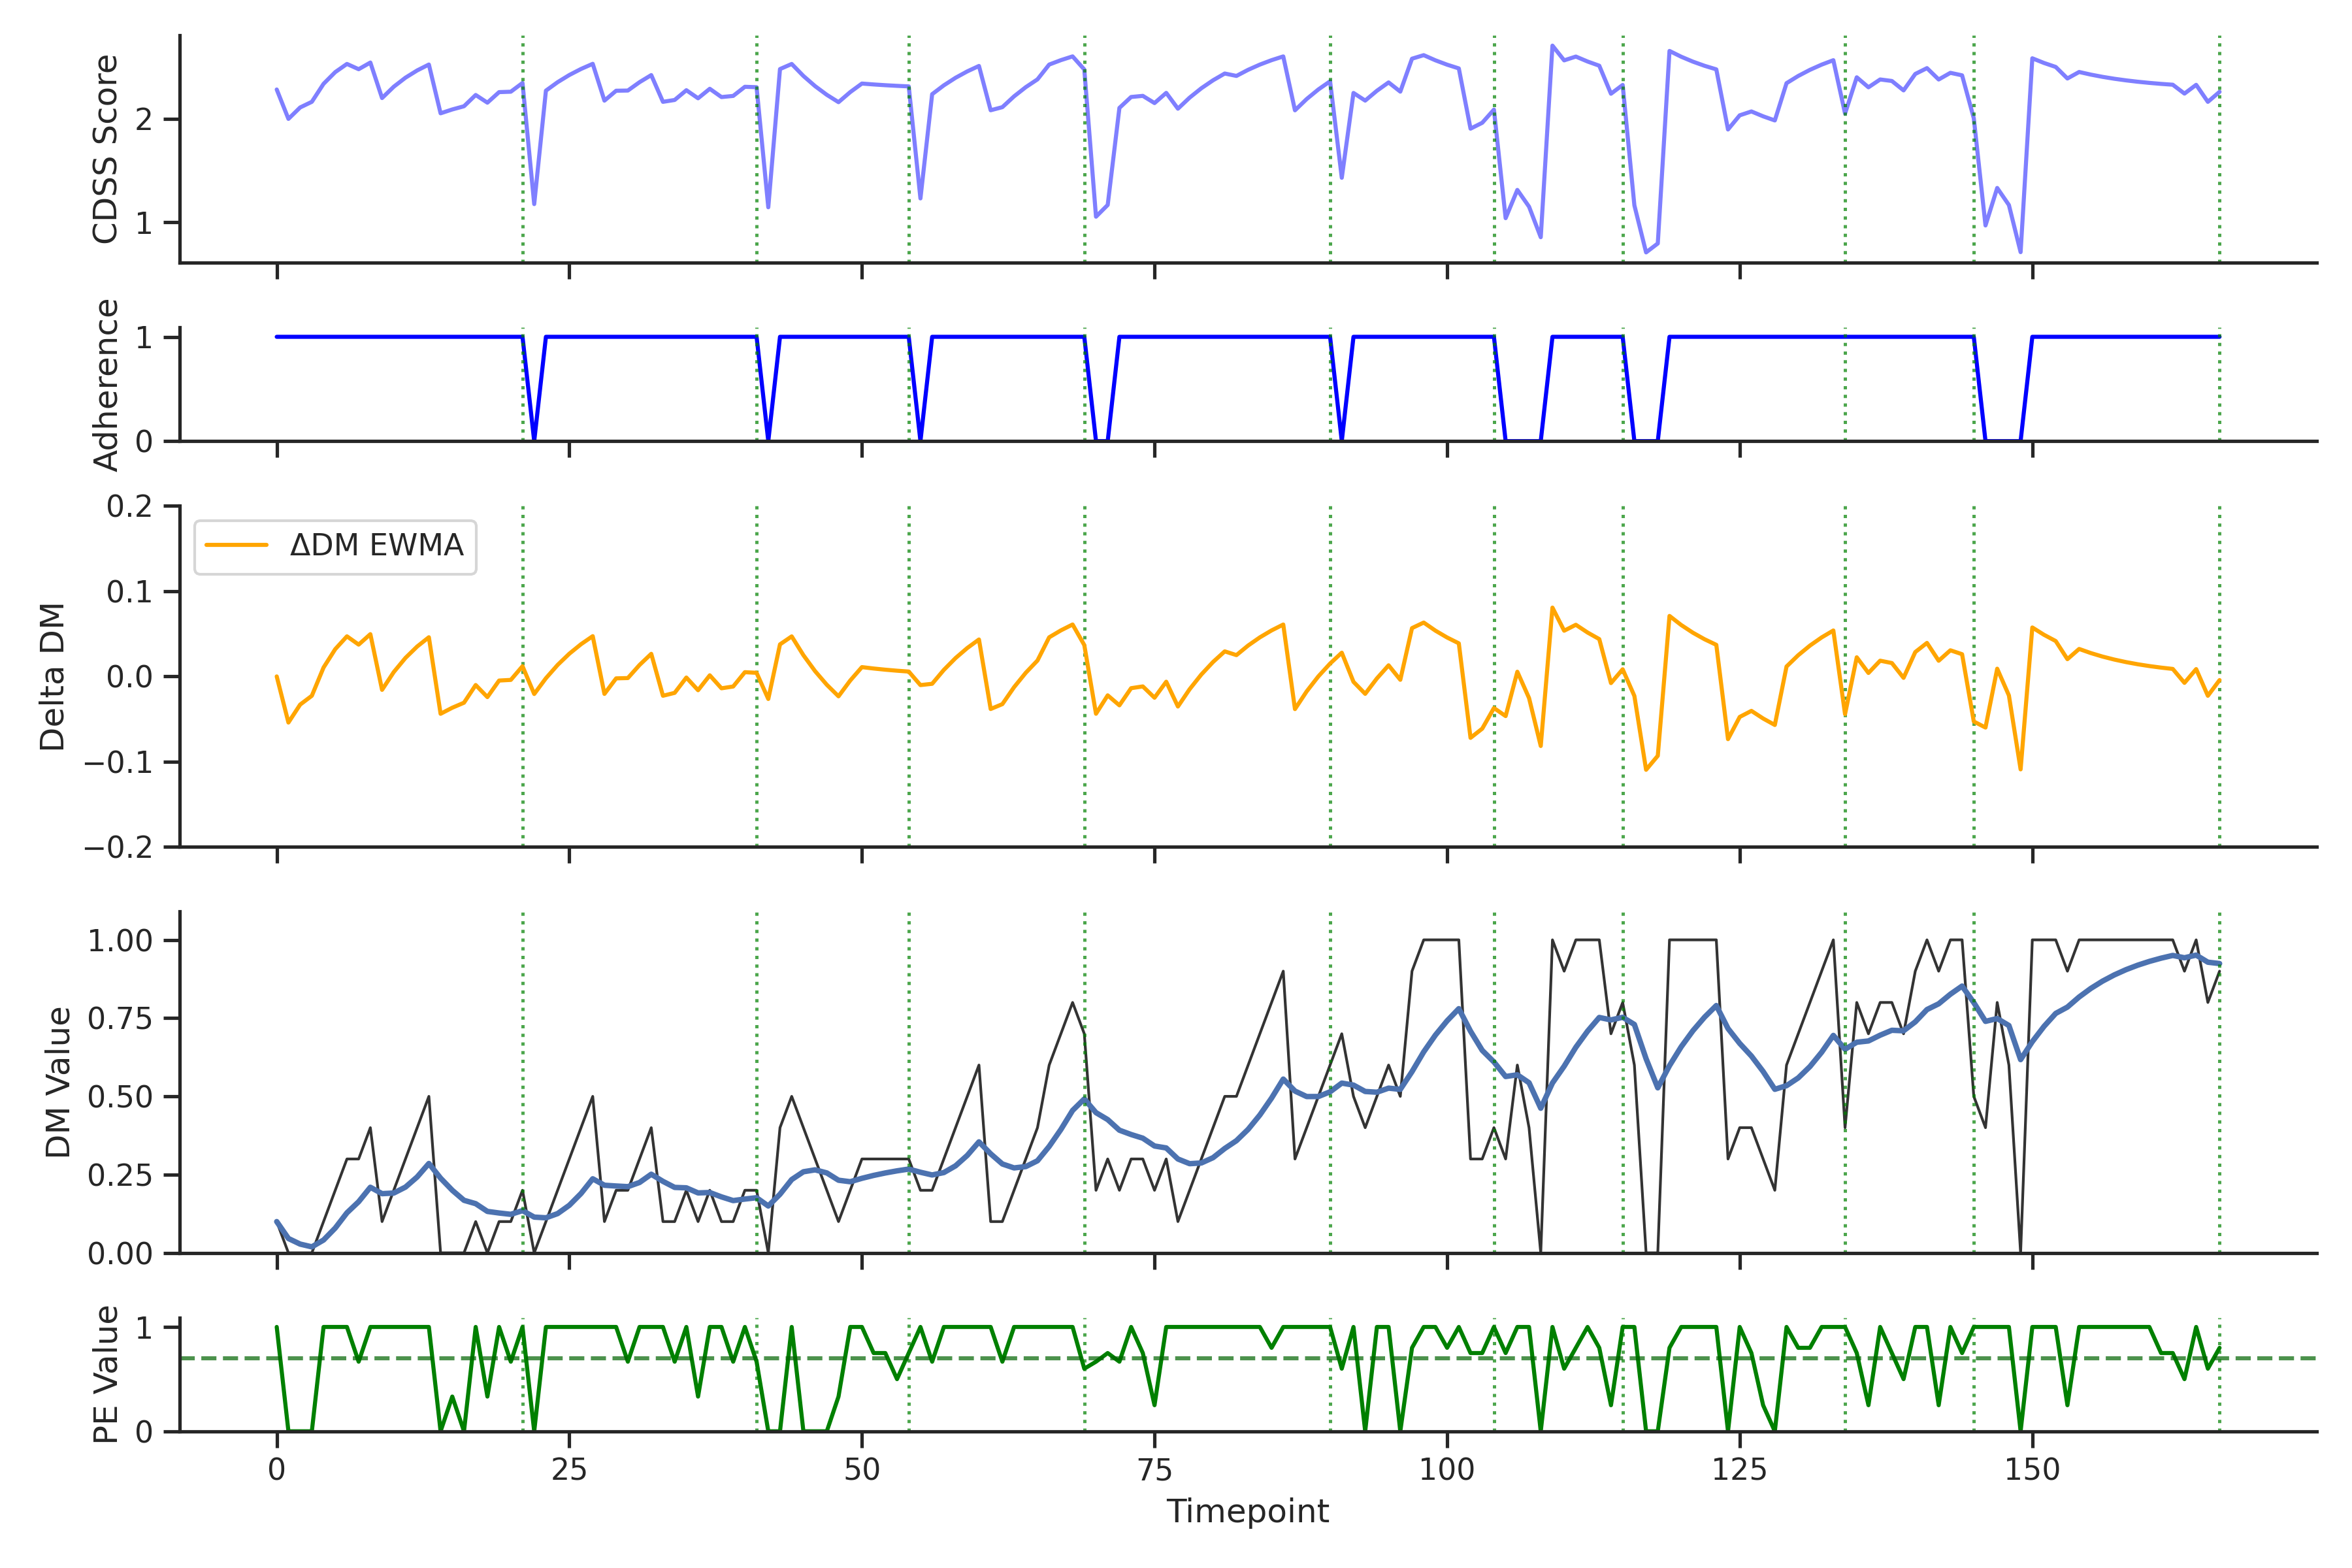 CDSS Score
2
1
Adherence
1
0
Delta DM
0.2
0.1
0.0
−0.1
−0.2
ΔDM EWMA
DM Value
1.00
0.75
0.50
0.25
0.00
PE Value
1
0
0 25 50 75 100 125 150
Timepoint